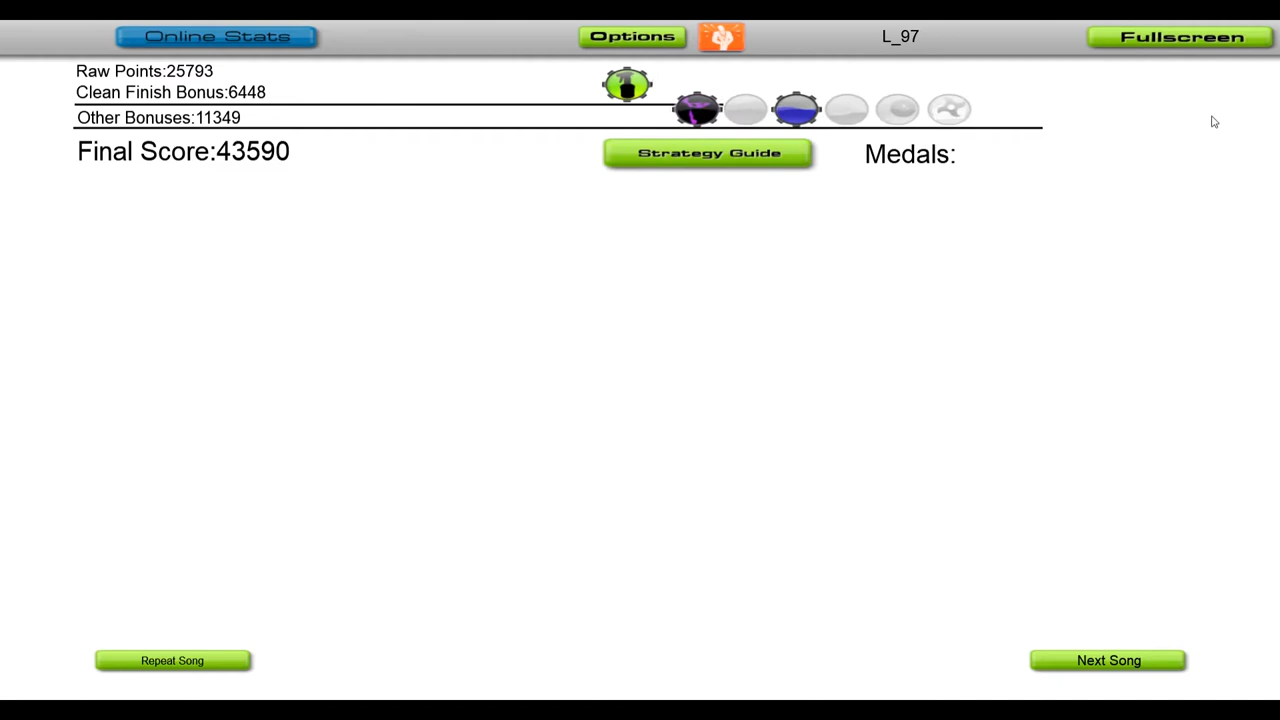 Online Stats
Options
L_97
Fullscreen
Raw Points:25793
Clean Finish Bonus:6448
Other Bonuses:11349
Final Score:43590
Strategy Guide
Medals:
Repeat Song
Next Song